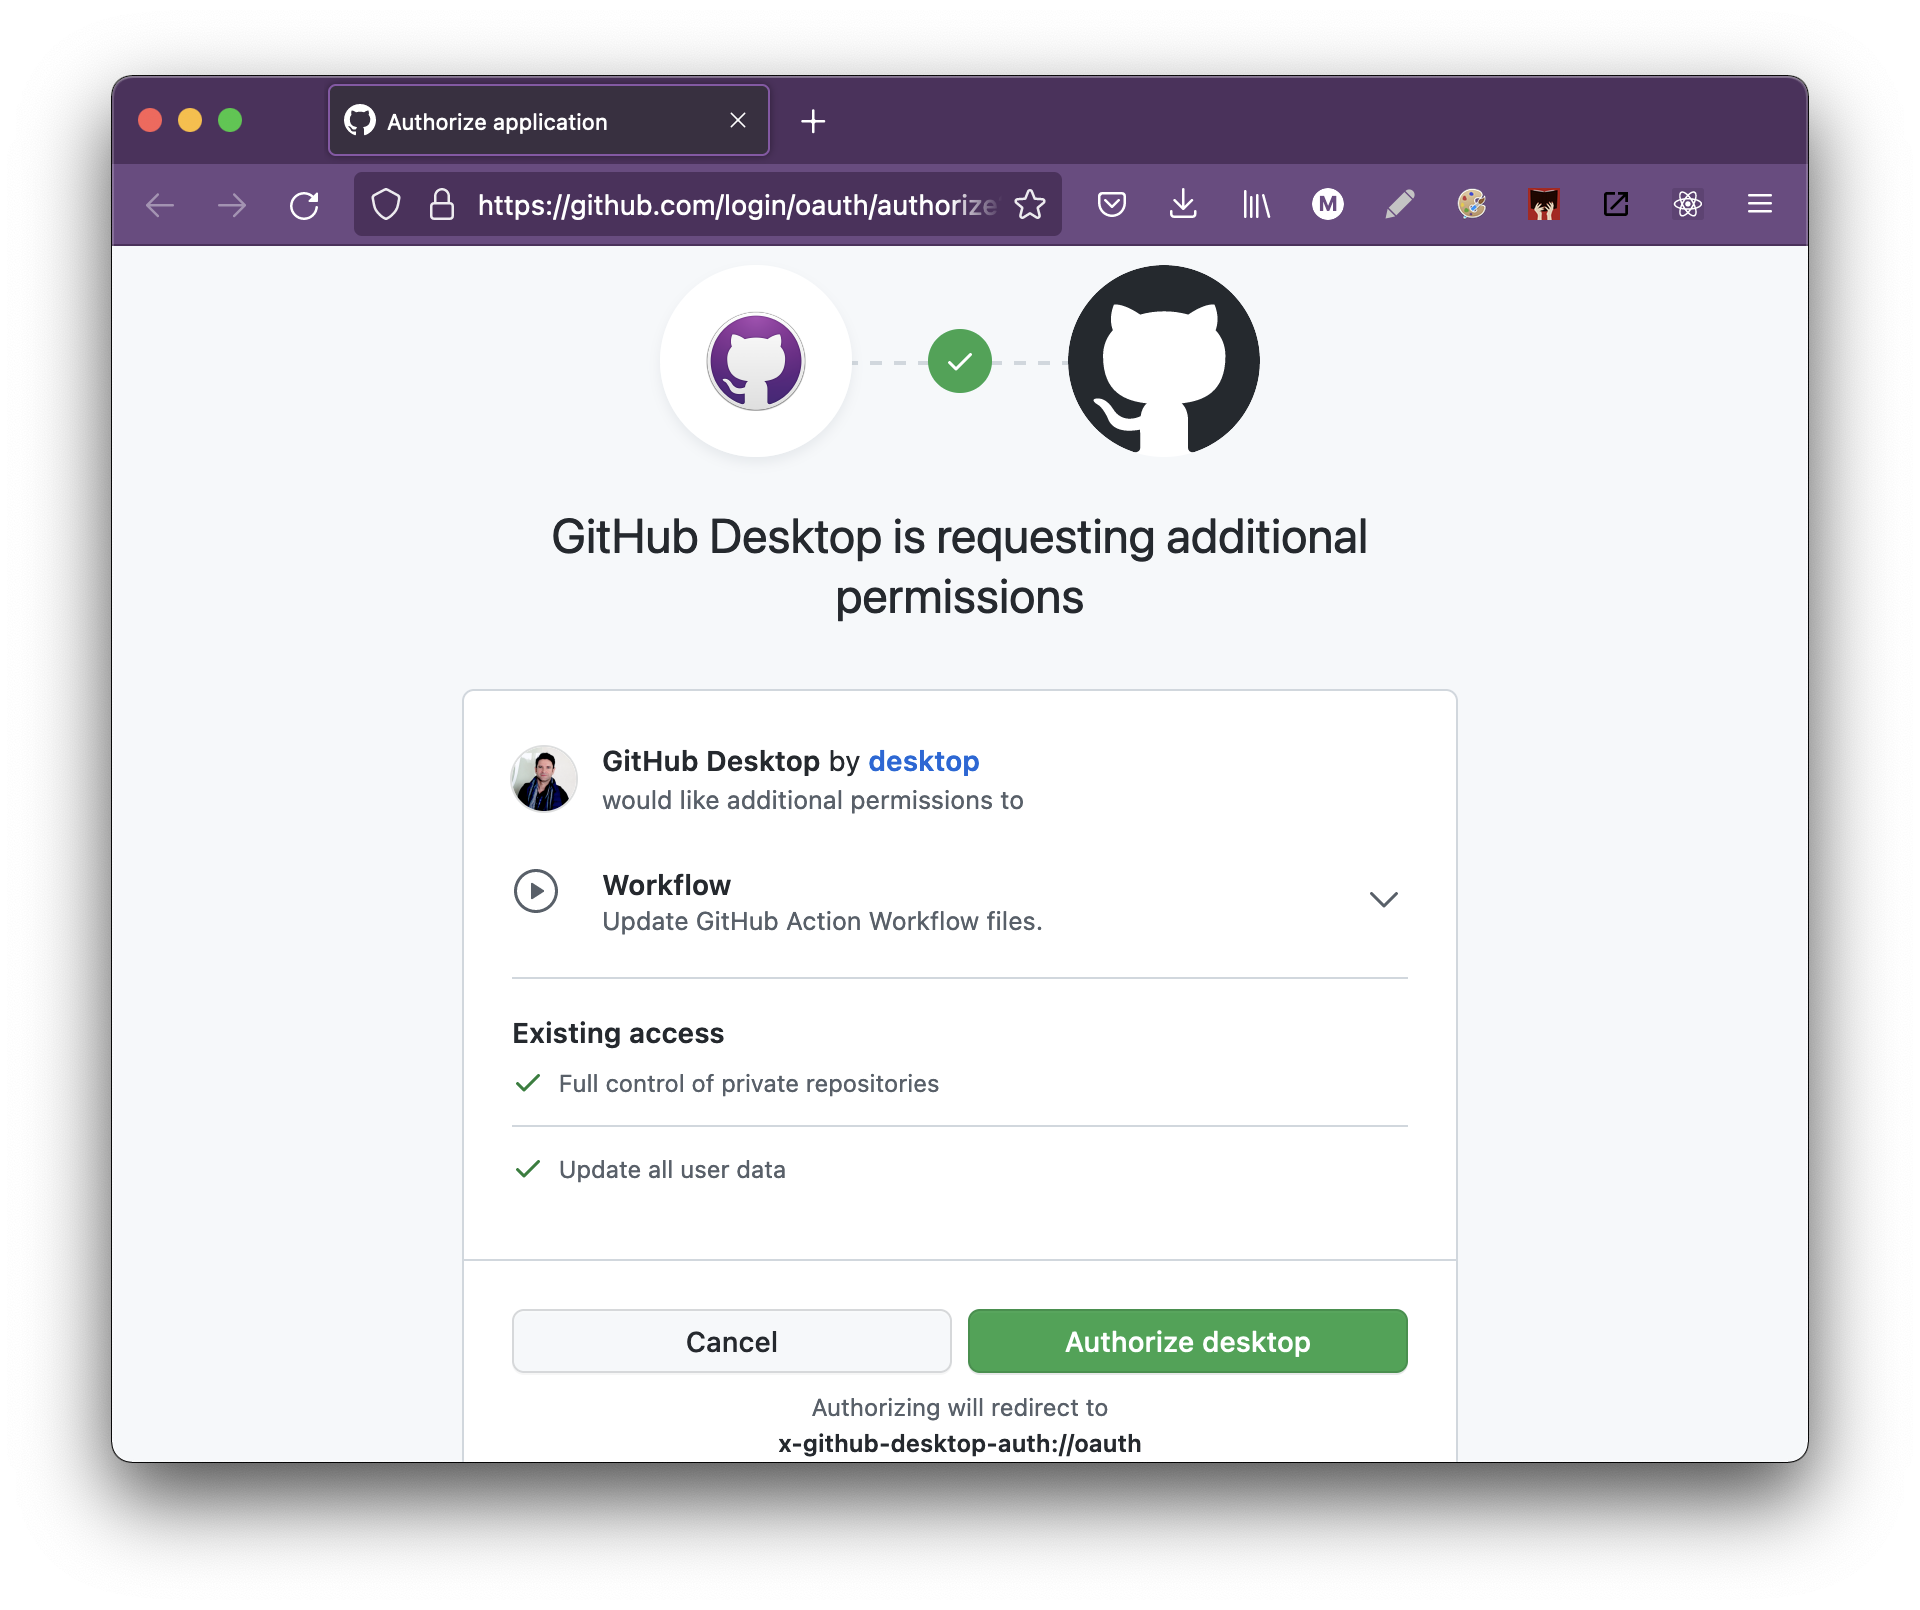 Authorize application
https://github.com/login/oauth/authorize
M
GitHub Desktop is requesting additional
permissions
GitHub Desktop by desktop
would like additional permissions to
Workflow
Update GitHub Action Workflow files.
Existing access
Full control of private repositories
Update all user data
Cancel
Authorize desktop
Authorizing will redirect to
x-github-desktop-auth://oauth